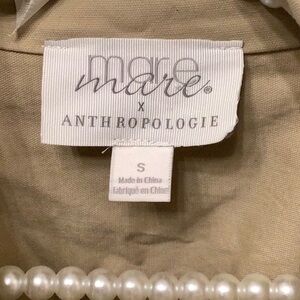 mare
mare®
x
ANTHROPOLOGIE
S
Made in China
Fabriqué en Chine